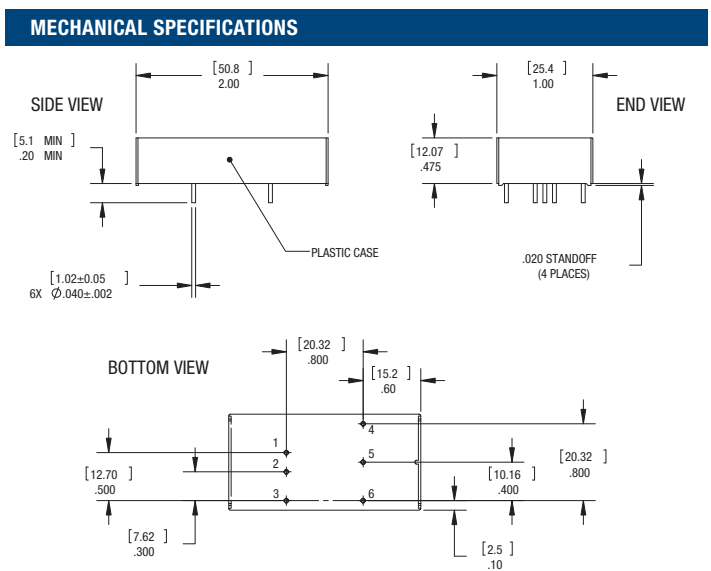 MECHANICAL SPECIFICATIONS
[50.8 ]
2.00
SIDE VIEW
[5.1 MIN ]
.20 MIN
PLASTIC CASE
[1.02±0.05 ]
6X Ø.040±.002
[25.4 ]
1.00
END VIEW
[12.07 ]
.475
.020 STANDOFF
(4 PLACES)
BOTTOM VIEW
[20.32 ]
.800
[15.2 ]
.60
1
2
3
4
5
6
[12.70 ]
.500
[7.62 ]
.300
[20.32 ]
.800
[10.16 ]
.400
[2.5 ]
.10